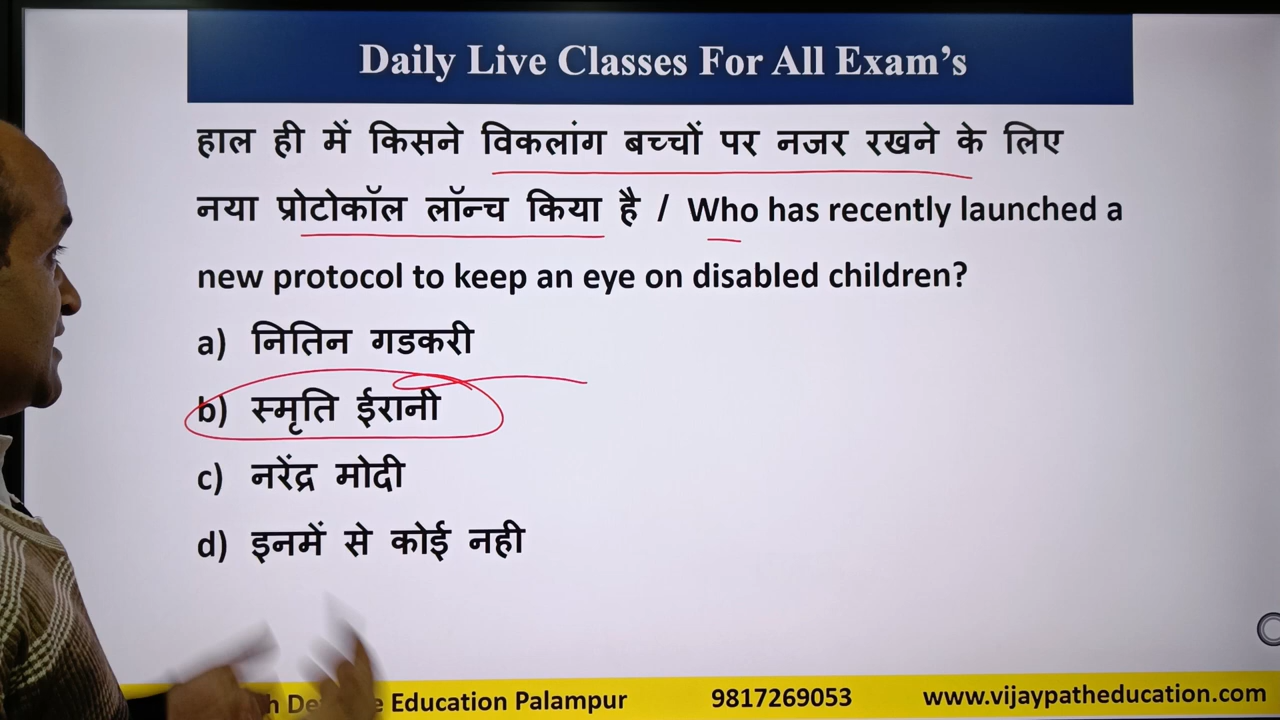 Daily Live Classes For All Exam’s
हाल ही में किसने विकलांग बच्चों पर नजर रखने के लिए
नया प्रोटोकॉल लॉन्च किया है / Who has recently launched a
new protocol to keep an eye on disabled children?
a) नितिन गडकरी
b) स्मृति ईरानी
c) नरेंद्र मोदी
d) इनमें से कोई नही
Education Palampur 9817269053 www.vijaypatheducation.com